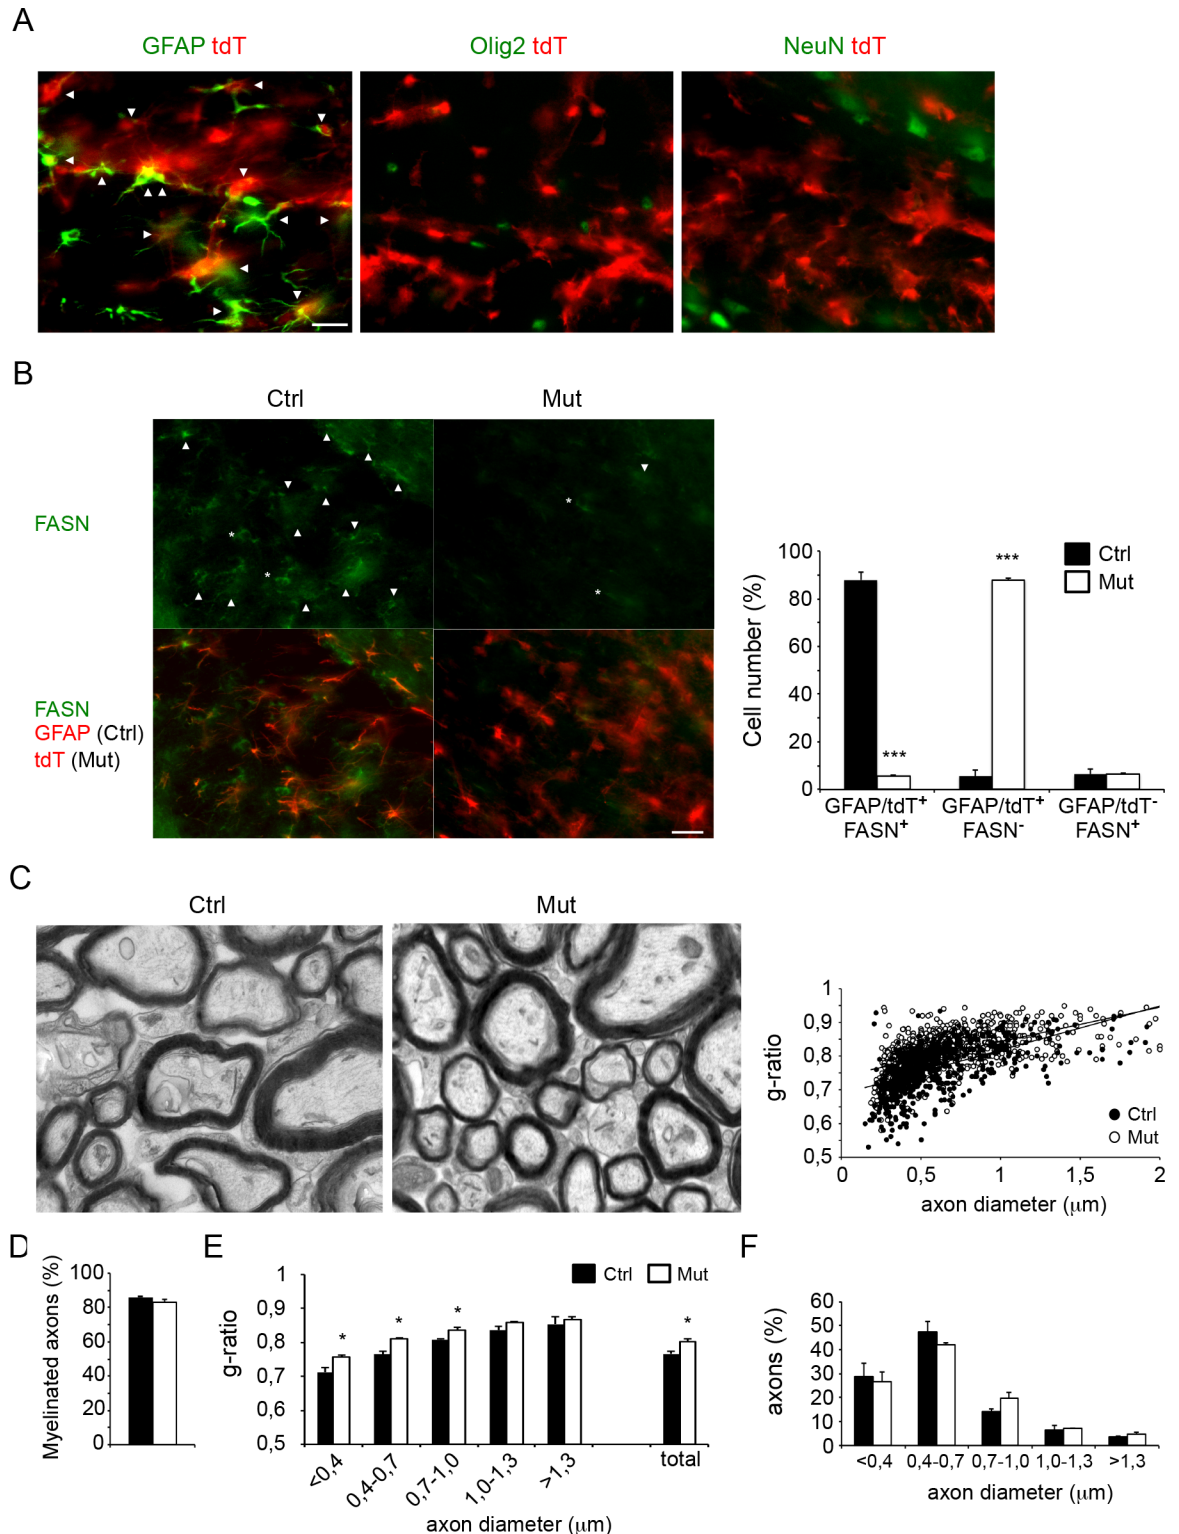 A
GFAP tdT
Olig2 tdT
NeuN tdT
B
Ctrl
Mut
FASN
*
*
*
*
FASN
GFAP (Ctrl)
tdT (Mut)
Cell number (%)
100
80
60
40
20
0
***
***
Ctrl
Mut
GFAP/tdT+ FASN+
GFAP/tdT+ FASN-
GFAP/tdT- FASN+
C
Ctrl
Mut
g-ratio
1
0,9
0,8
0,7
0,6
0,5
Ctrl
Mut
0
0,5
1
1,5
2
axon diameter (μm)
D
Myelinated axons (%)
100
80
60
40
20
0
E
g-ratio
1
0,9
0,8
0,7
0,6
0,5
Ctrl
Mut
*
*
*
*
<0,4
0,4-0,7
0,7-1,0
1,0-1,3
>1,3
total
axon diameter (μm)
F
axons (%)
60
50
40
30
20
10
0
<0,4
0,4-0,7
0,7-1,0
1,0-1,3
>1,3
axon diameter (μm)